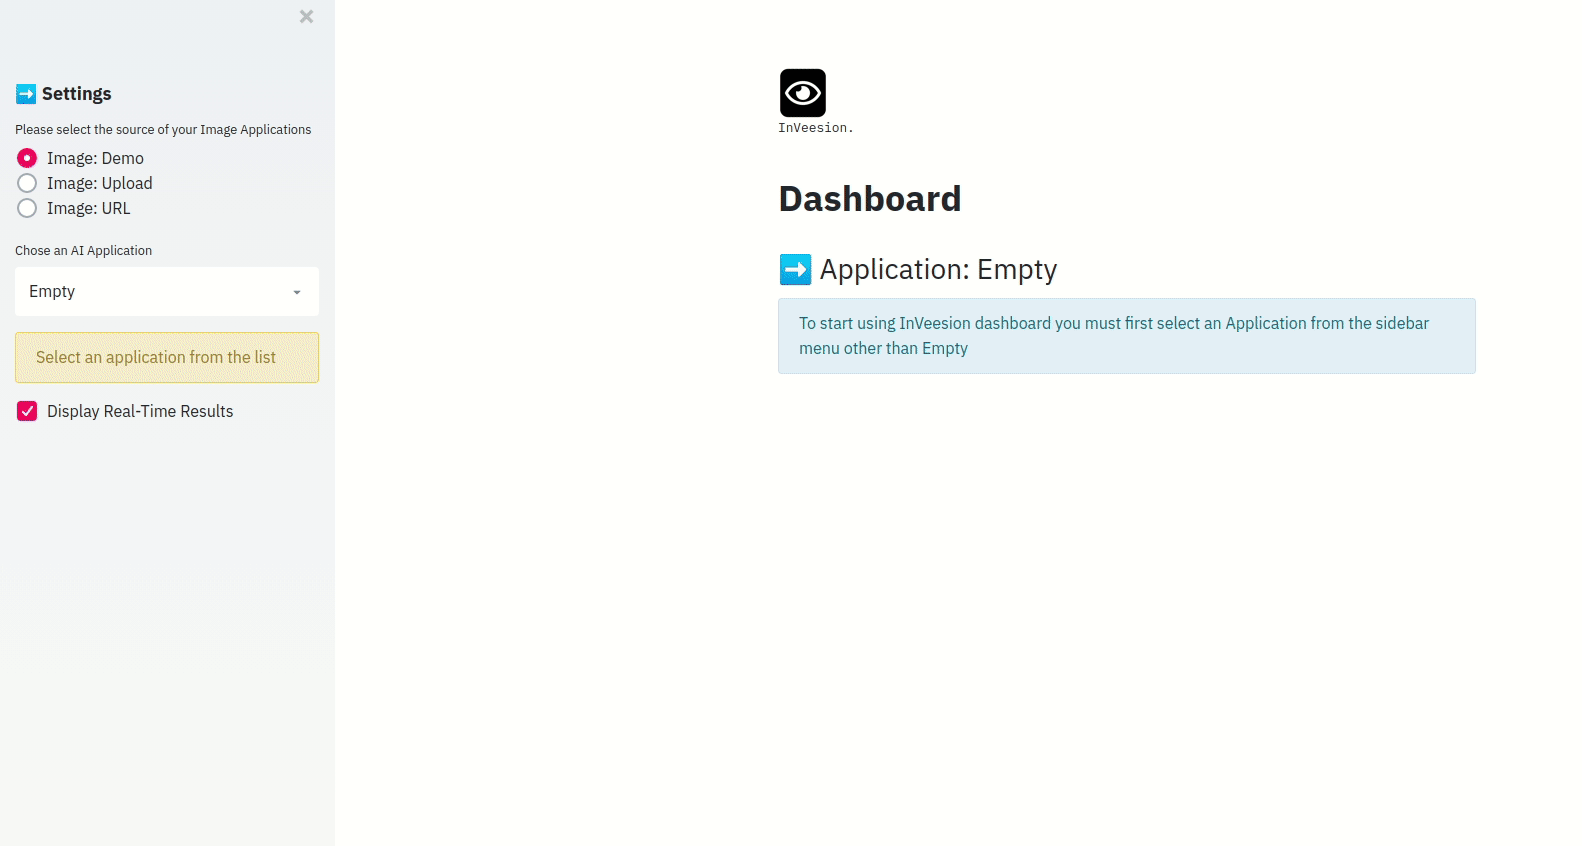 Settings
Please select the source of your Image Applications
Image: Demo
Image: Upload
Image: URL
Chose an AI Application
Empty
Select an application from the list
Display Real-Time Results
InVeesion.
Dashboard
Application: Empty
To start using InVeesion dashboard you must first select an Application from the sidebar
menu other than Empty